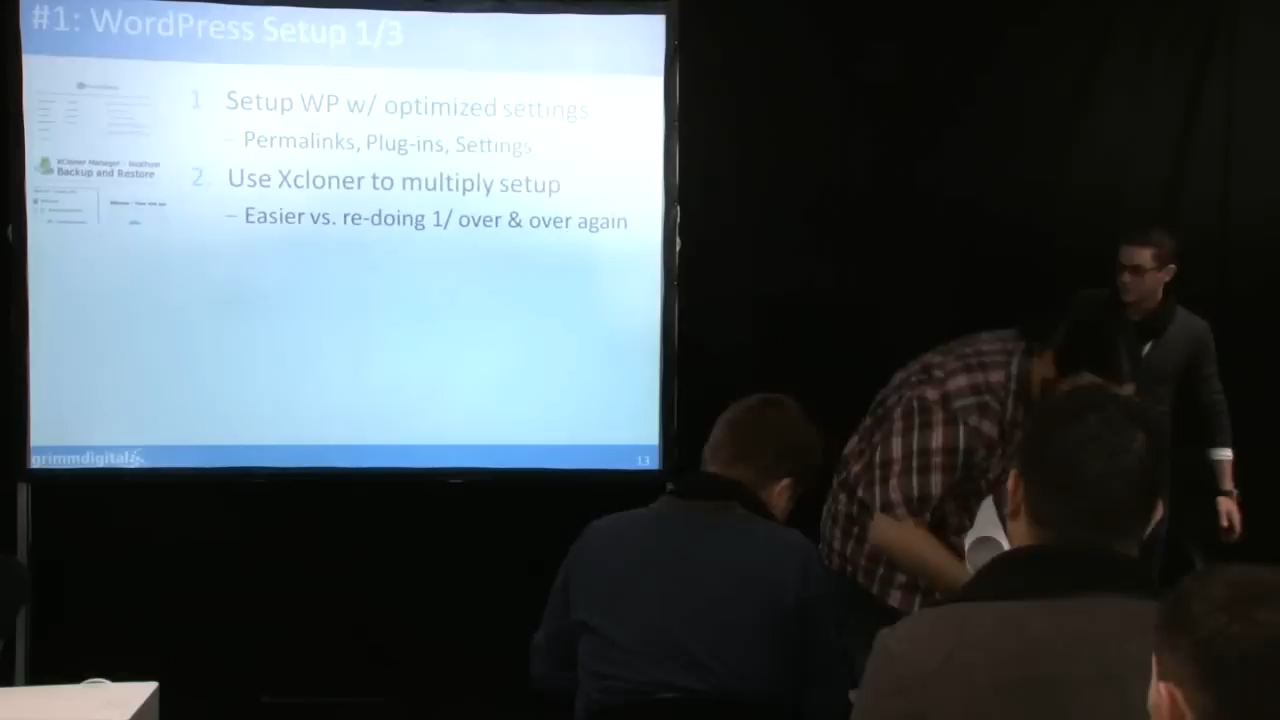 #1: WordPress Setup 1/3
1. Setup WP w/ optimized settings
– Permalinks, Plug-ins, Settings
XCloner Manager -
Backup and Restore
2. Use Xcloner to multiply setup
– Easier vs. re-doing 1/ over & over again
grimmdigital
13